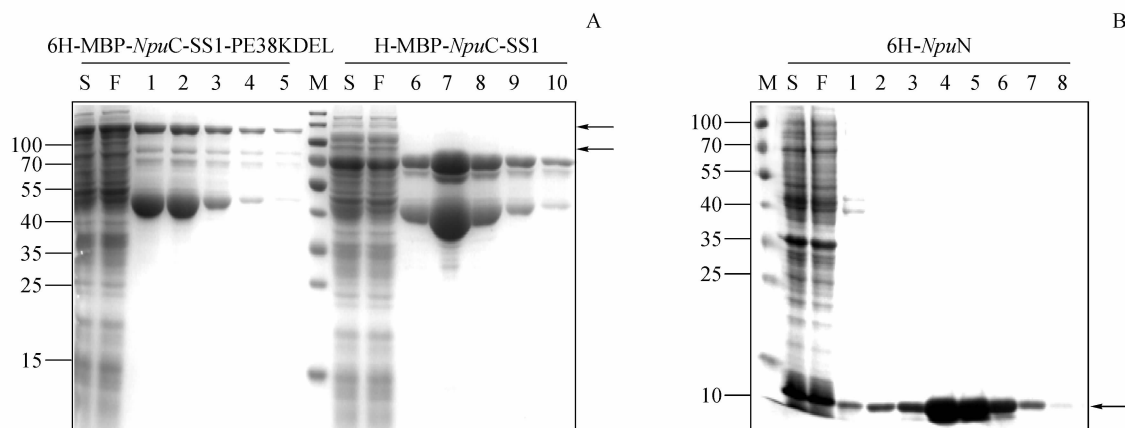 A
6H-MBP-NpuC-SS1-PE38KDEL H-MBP-NpuC-SS1
S F 1 2 3 4 5 M S F 6 7 8 9 10
100
70
55
40
35
25
15
B
6H-NpuN
M S F 1 2 3 4 5 6 7 8
100
70
55
40
35
25
10